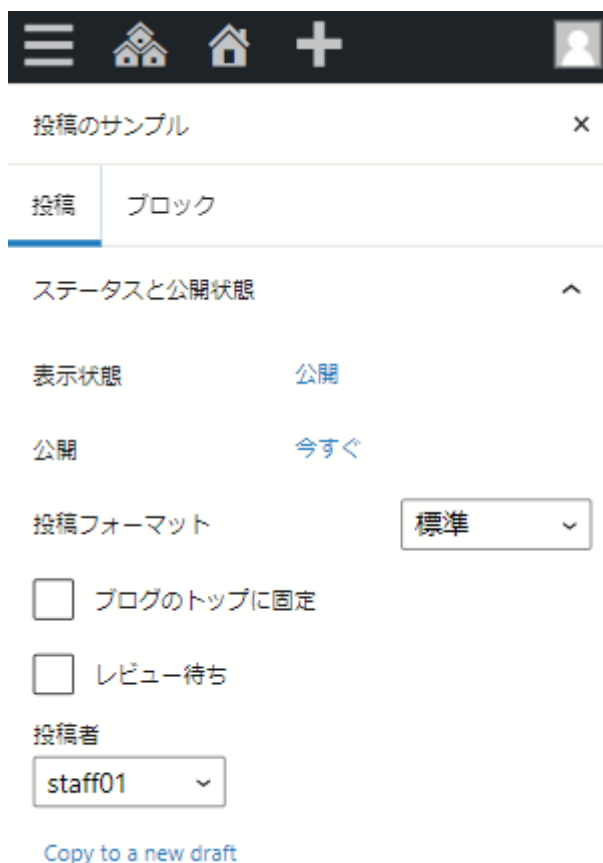 投稿のサンプル ×
投稿 ブロック
ステータスと公開状態
表示状態 公開
公開 今すぐ
投稿フォーマット 標準
ブログのトップに固定
レビュー待ち
投稿者
staff01
Copy to a new draft